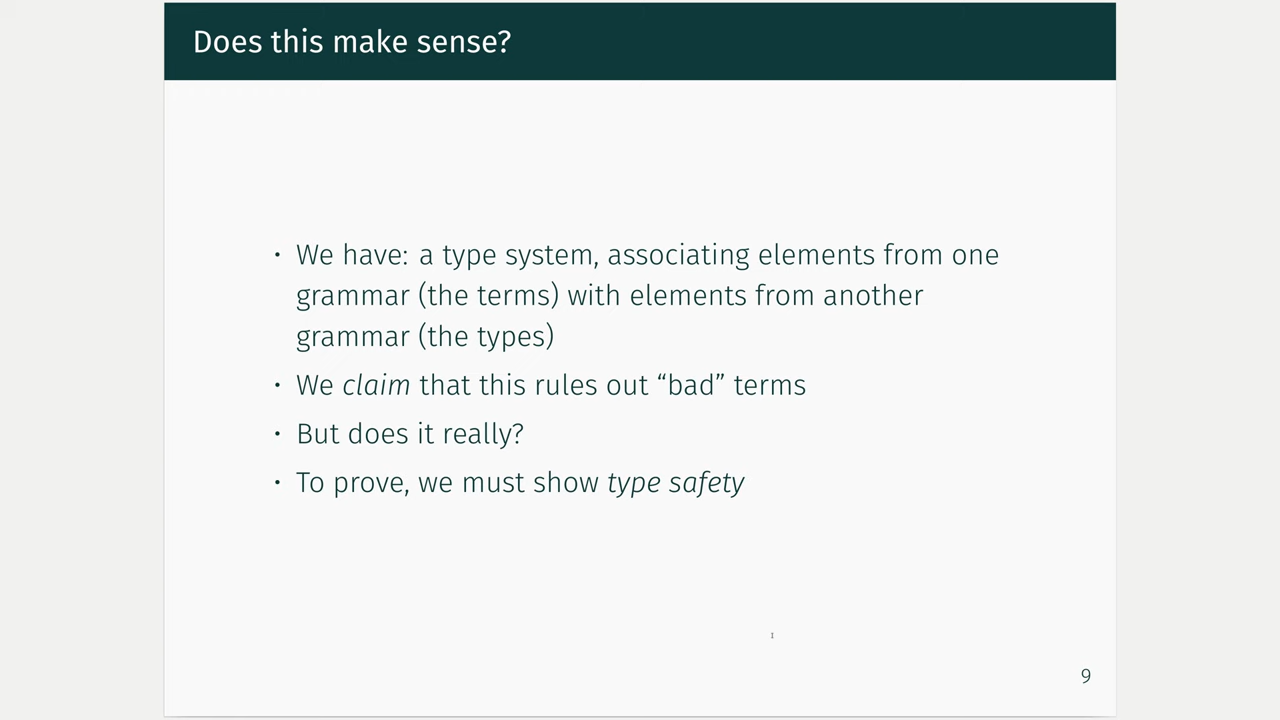 Does this make sense?
• We have: a type system, associating elements from one
grammar (the terms) with elements from another
grammar (the types)
• We claim that this rules out “bad” terms
• But does it really?
• To prove, we must show type safety
9